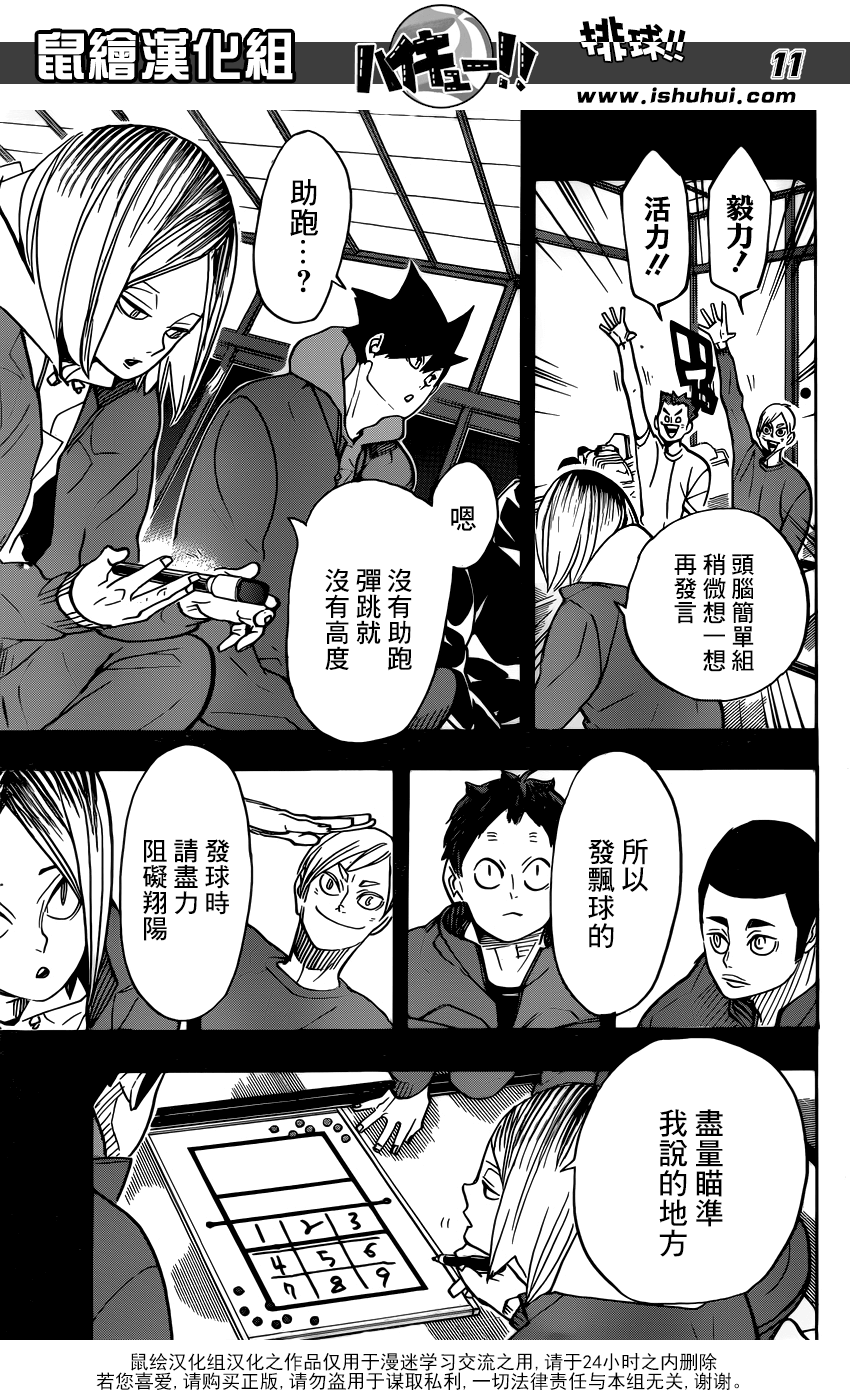 鼠繪漢化組
ハイキュー!!
排球!!
11
www.ishuhui.com
毅力!
活力!!
頭腦簡單組
稍微想一想
再發言
助跑…?
嗯
沒有助跑
彈跳就
沒有高度
所以
發飄球的
發球時
請盡力
阻礙翔陽
盡量瞄準
我說的地方
1 2 3
4 5 6
7 8 9
鼠绘汉化组汉化之作品仅用于漫迷学习交流之用, 请于24小时之内删除
若您喜爱, 请购买正版, 请勿盗用于谋取私利, 一切法律责任与本组无关, 谢谢。